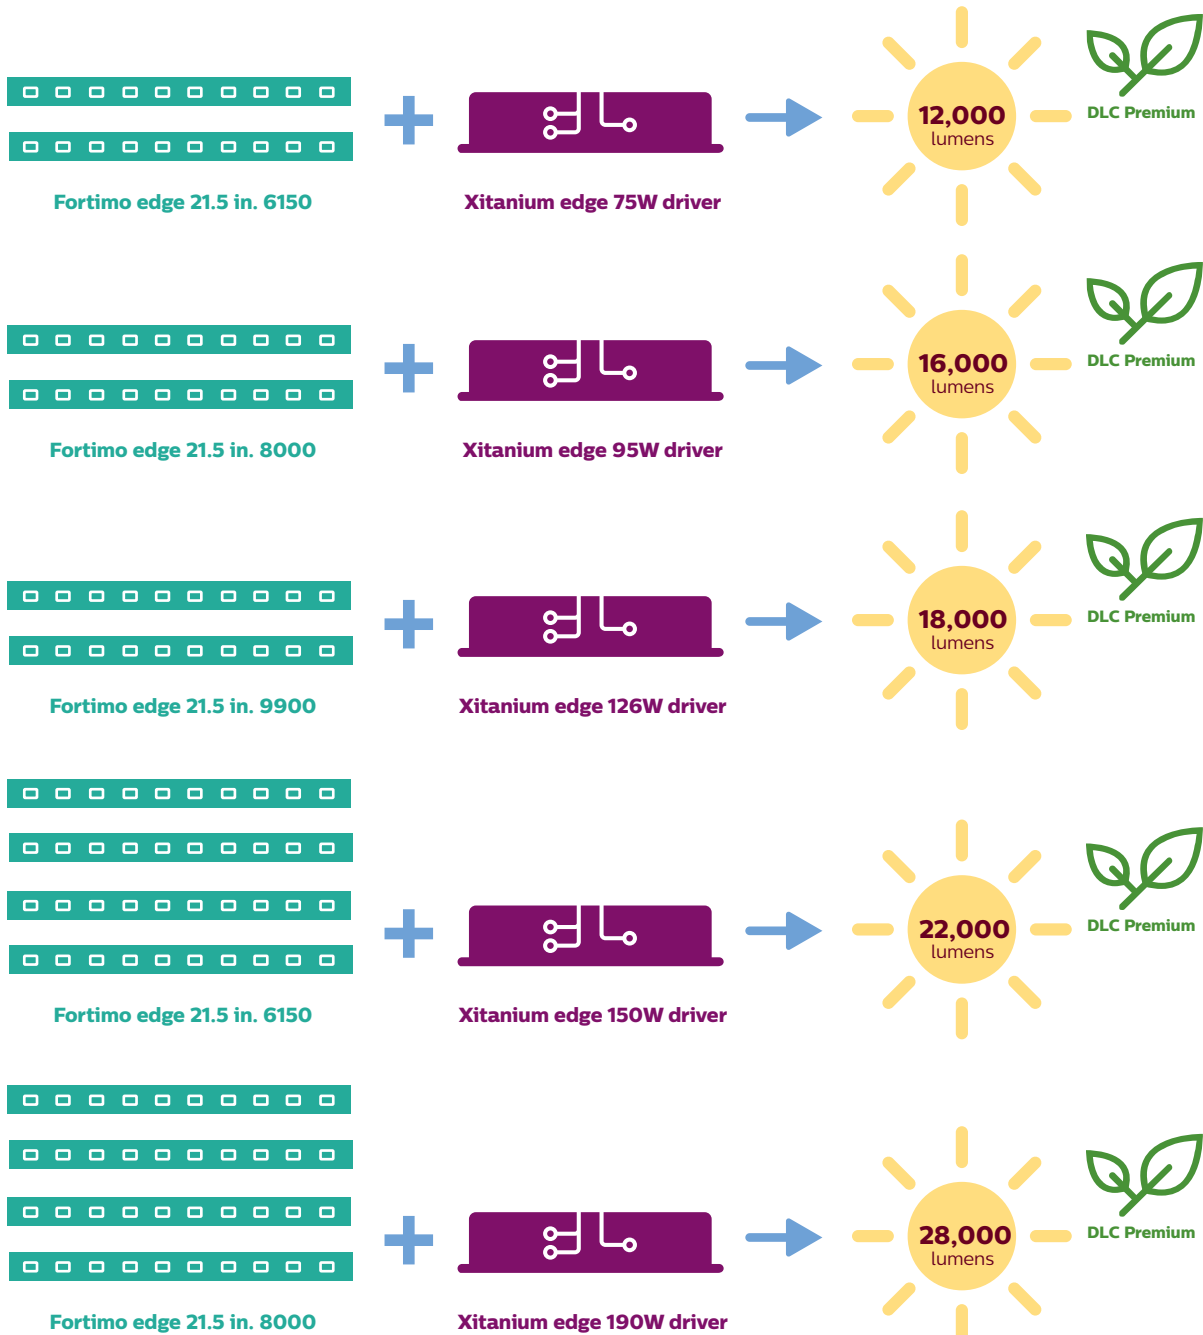 12,000
lumens
DLC Premium
Fortimo edge 21.5 in. 6150
Xitanium edge 75W driver
16,000
lumens
DLC Premium
Fortimo edge 21.5 in. 8000
Xitanium edge 95W driver
18,000
lumens
DLC Premium
Fortimo edge 21.5 in. 9900
Xitanium edge 126W driver
22,000
lumens
DLC Premium
Fortimo edge 21.5 in. 6150
Xitanium edge 150W driver
28,000
lumens
DLC Premium
Fortimo edge 21.5 in. 8000
Xitanium edge 190W driver